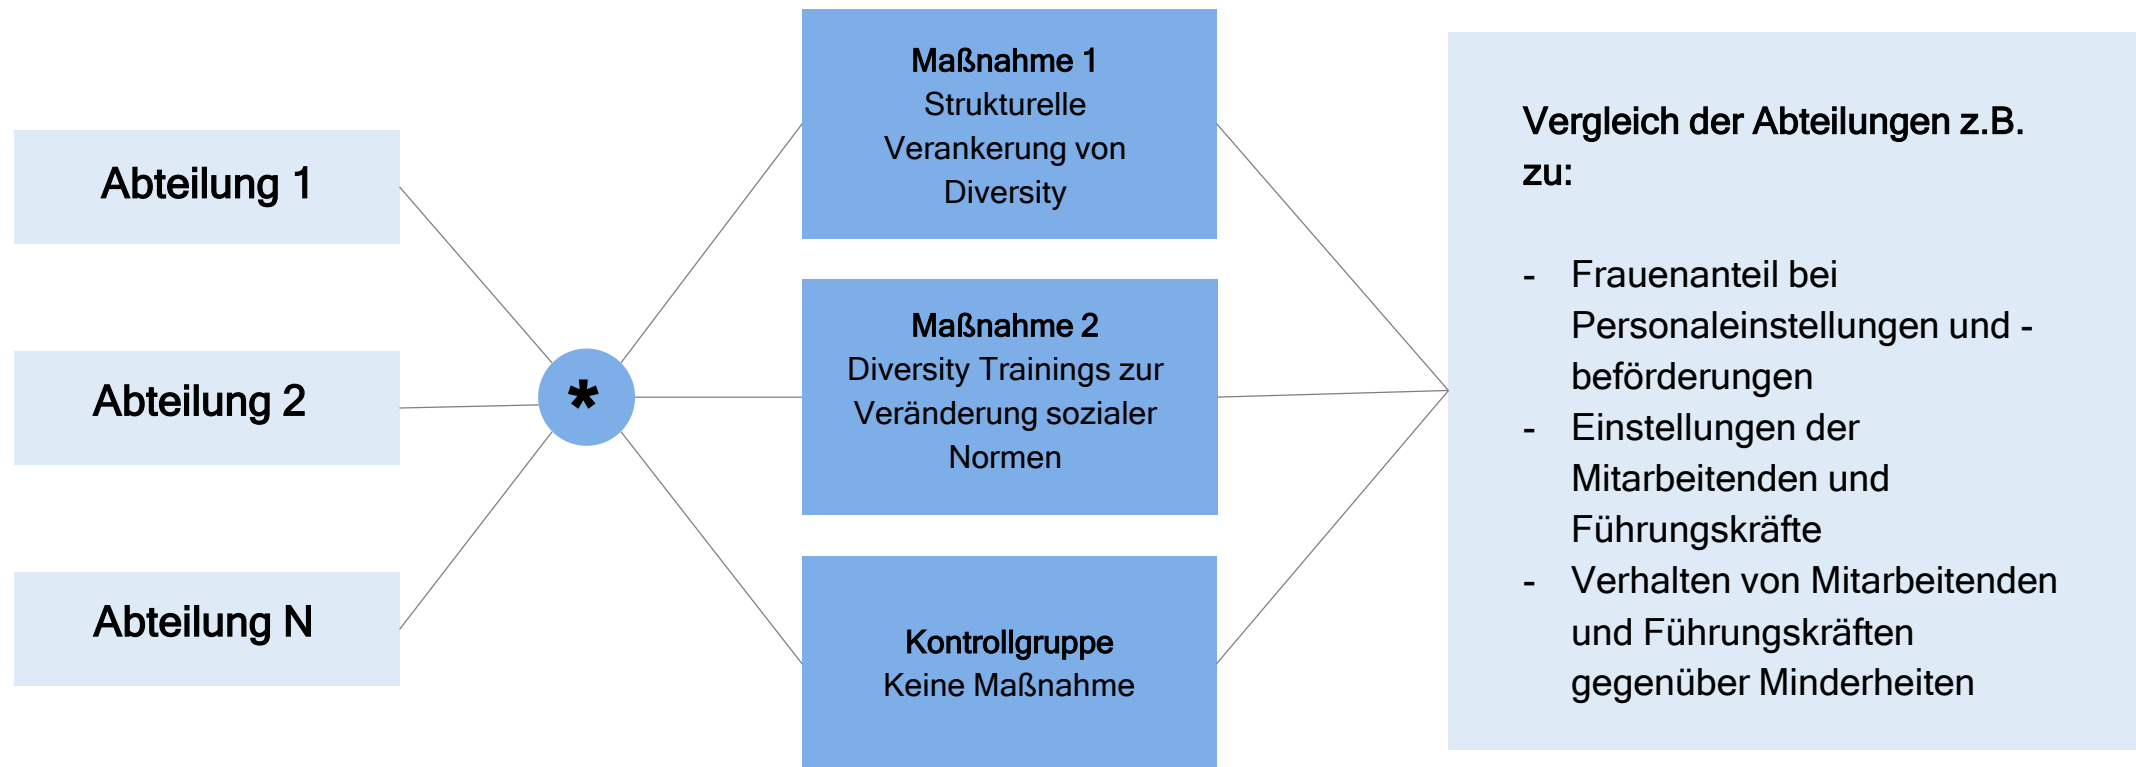 Abteilung 1
Abteilung 2
Abteilung N
*
Maßnahme 1
Strukturelle
Verankerung von
Diversity
Maßnahme 2
Diversity Trainings zur
Veränderung sozialer
Normen
Kontrollgruppe
Keine Maßnahme
Vergleich der Abteilungen z.B.
zu:
- Frauenanteil bei
Personaleinstellungen und -
beförderungen
- Einstellungen der
Mitarbeitenden und
Führungskräfte
- Verhalten von Mitarbeitenden
und Führungskräften
gegenüber Minderheiten